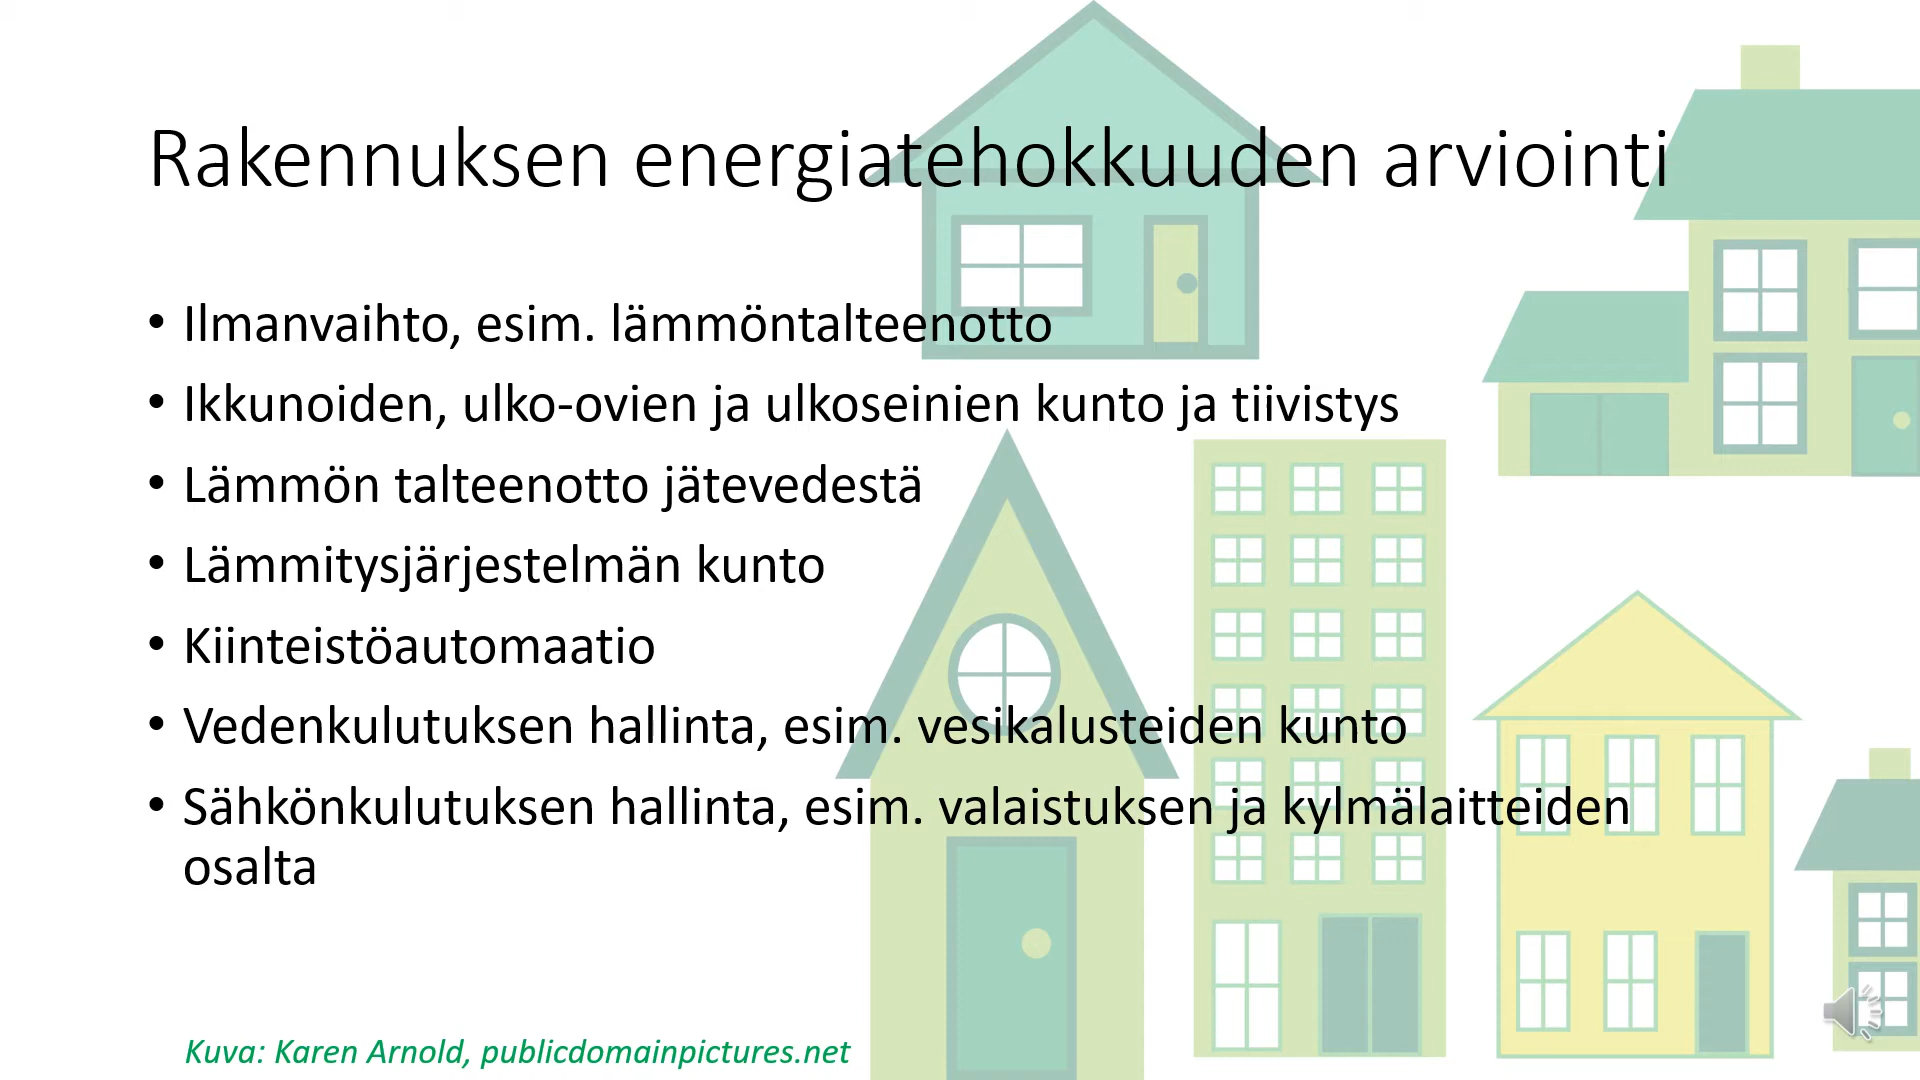 Rakennuksen energiatehokkuuden arviointi
• Ilmanvaihto, esim. lämmöntalteenotto
• Ikkunoiden, ulko-ovien ja ulkoseinien kunto ja tiivistys
• Lämmön talteenotto jätevedestä
• Lämmitysjärjestelmän kunto
• Kiinteistöautomaatio
• Vedenkulutuksen hallinta, esim. vesikalusteiden kunto
• Sähkönkulutuksen hallinta, esim. valaistuksen ja kylmälaitteiden
osalta
Kuva: Karen Arnold, publicdomainpictures.net